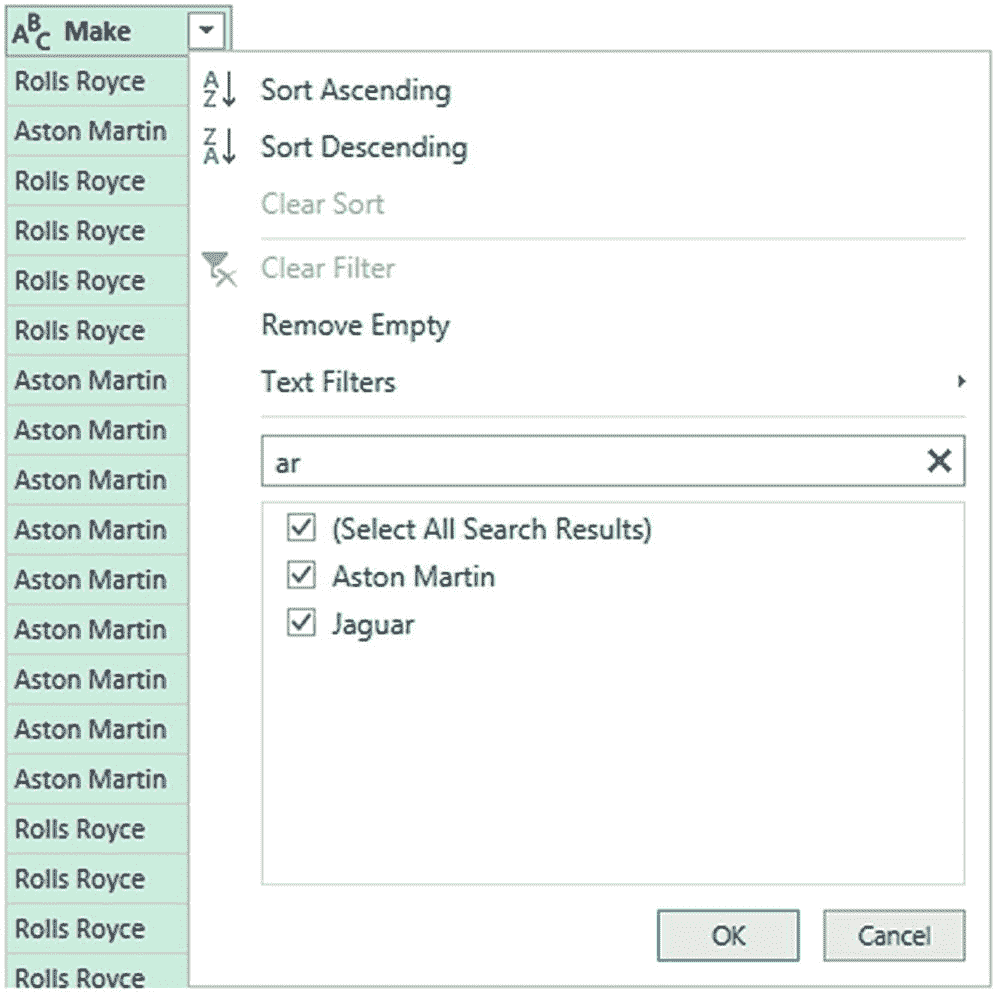 ABC Make
Rolls Royce
Aston Martin
Rolls Royce
Rolls Royce
Rolls Royce
Rolls Royce
Aston Martin
Aston Martin
Aston Martin
Aston Martin
Aston Martin
Aston Martin
Aston Martin
Aston Martin
Aston Martin
Rolls Royce
Rolls Royce
Rolls Royce
Rolls Royce
AZ Sort Ascending
ZA Sort Descending
Clear Sort
Clear Filter
Remove Empty
Text Filters
ar
(Select All Search Results)
Aston Martin
Jaguar
OK Cancel